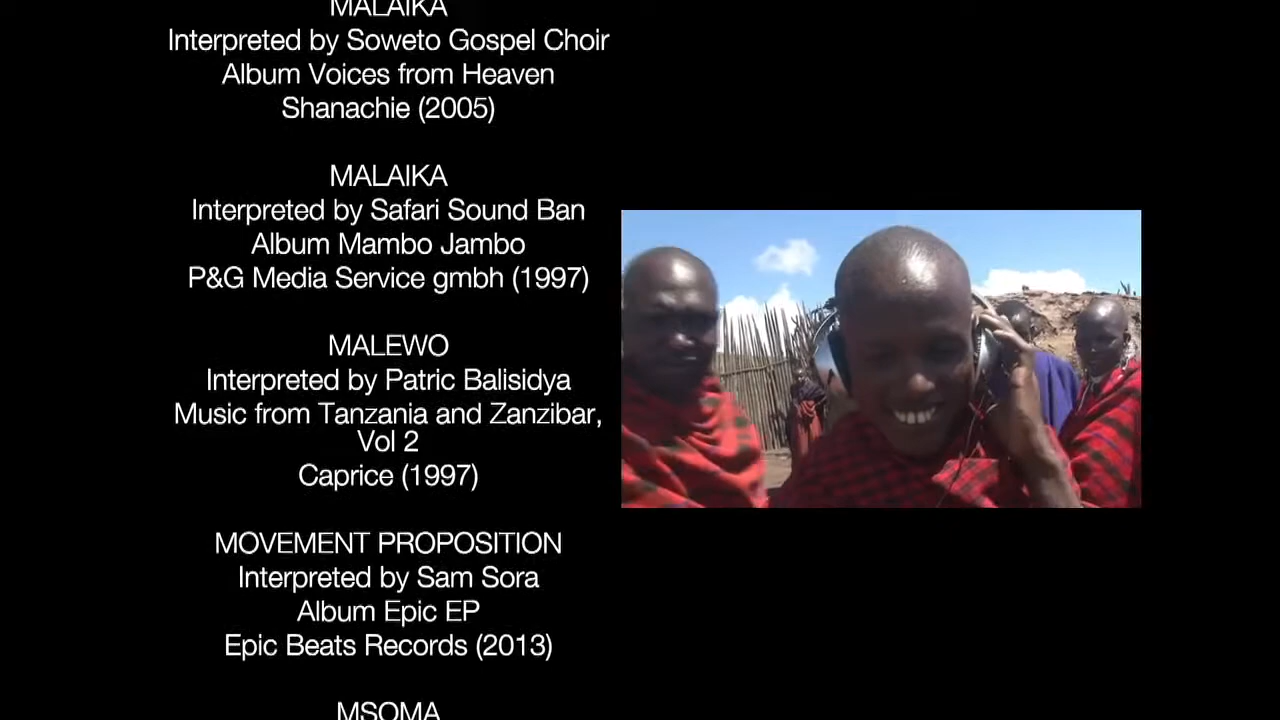 MALAIKA
Interpreted by Soweto Gospel Choir
Album Voices from Heaven
Shanachie (2005)
MALAIKA
Interpreted by Safari Sound Ban
Album Mambo Jambo
P&G Media Service gmbh (1997)
MALEWO
Interpreted by Patric Balisidya
Music from Tanzania and Zanzibar,
Vol 2
Caprice (1997)
MOVEMENT PROPOSITION
Interpreted by Sam Sora
Album Epic EP
Epic Beats Records (2013)
MSOMA